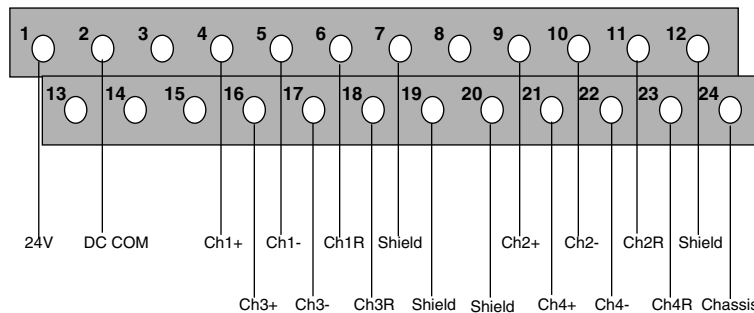 1 2 3 4 5 6 7 8 9 10 11 12
13 14 15 16 17 18 19 20 21 22 23 24
24V DC COM Ch1+ Ch1- Ch1R Shield Ch2+ Ch2- Ch2R Shield
Ch3+ Ch3- Ch3R Shield Shield Ch4+ Ch4- Ch4R Chassis